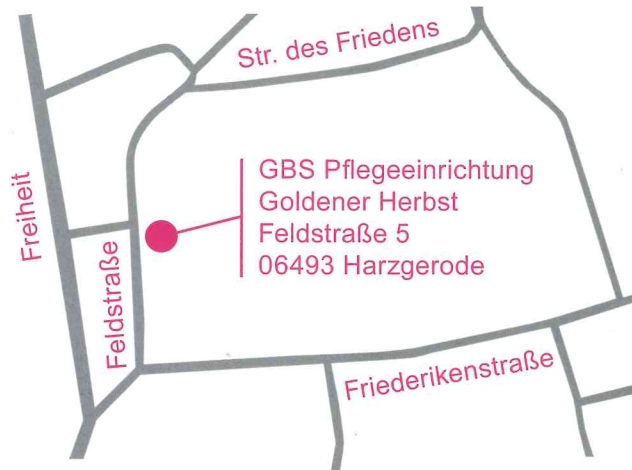 Str. des Friedens
GBS Pflegeeinrichtung
Goldener Herbst
Feldstraße 5
06493 Harzgerode
Freiheit
Feldstraße
Friederikenstraße